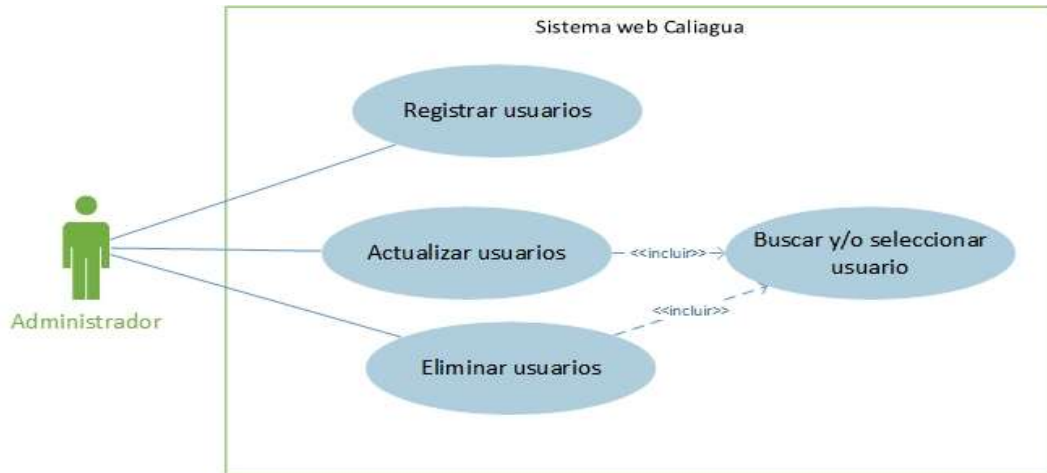 Sistema web Caliagua
Registrar usuarios
Actualizar usuarios
<<incluir>>
Buscar y/o seleccionar
usuario
<<incluir>>
Administrador
Eliminar usuarios